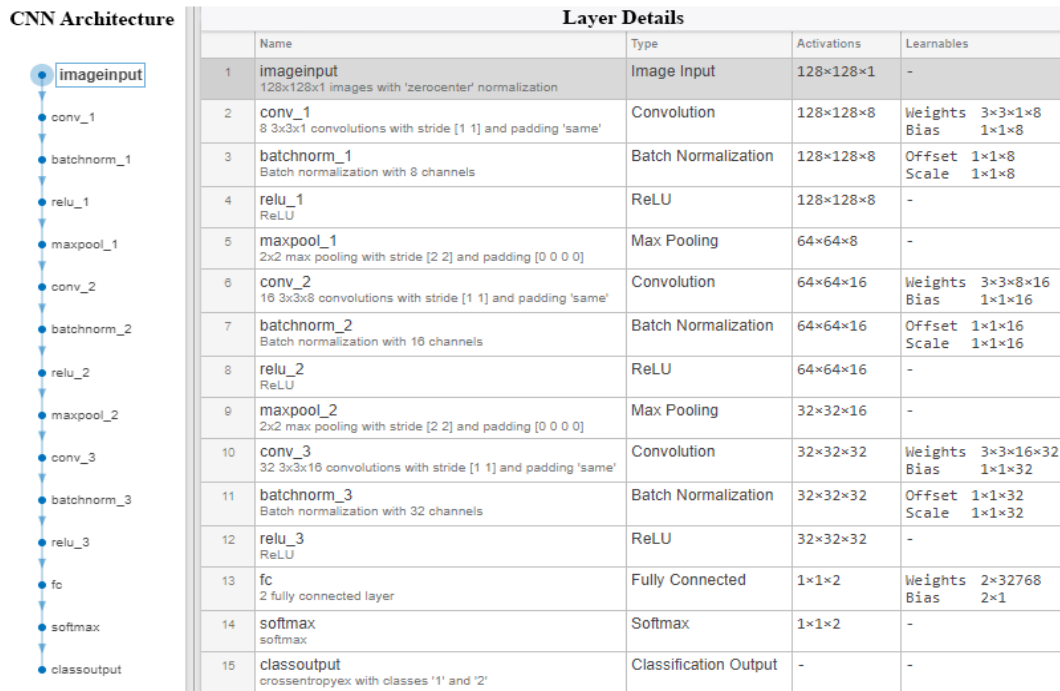 CNN Architecture
imageinput
conv_1
batchnorm_1
relu_1
maxpool_1
conv_2
batchnorm_2
relu_2
maxpool_2
conv_3
batchnorm_3
relu_3
fc
softmax
classoutput
Layer Details
Name Type Activations Learnables
1 imageinput Image Input 128×128×1 -
128x128x1 images with 'zerocenter' normalization
2 conv_1 Convolution 128×128×8 Weights 3×3×1×8
8 3x3x1 convolutions with stride [1 1] and padding 'same' Bias 1×1×8
3 batchnorm_1 Batch Normalization 128×128×8 Offset 1×1×8
Batch normalization with 8 channels Scale 1×1×8
4 relu_1 ReLU 128×128×8 -
ReLU
5 maxpool_1 Max Pooling 64×64×8 -
2x2 max pooling with stride [2 2] and padding [0 0 0 0]
6 conv_2 Convolution 64×64×16 Weights 3×3×8×16
16 3x3x8 convolutions with stride [1 1] and padding 'same' Bias 1×1×16
7 batchnorm_2 Batch Normalization 64×64×16 Offset 1×1×16
Batch normalization with 16 channels Scale 1×1×16
8 relu_2 ReLU 64×64×16 -
ReLU
9 maxpool_2 Max Pooling 32×32×16 -
2x2 max pooling with stride [2 2] and padding [0 0 0 0]
10 conv_3 Convolution 32×32×32 Weights 3×3×16×32
32 3x3x16 convolutions with stride [1 1] and padding 'same' Bias 1×1×32
11 batchnorm_3 Batch Normalization 32×32×32 Offset 1×1×32
Batch normalization with 32 channels Scale 1×1×32
12 relu_3 ReLU 32×32×32 -
ReLU
13 fc Fully Connected 1×1×2 Weights 2×32768
2 fully connected layer Bias 2×1
14 softmax Softmax 1×1×2 -
softmax
15 classoutput Classification Output - -
crossentropyex with classes '1' and '2'